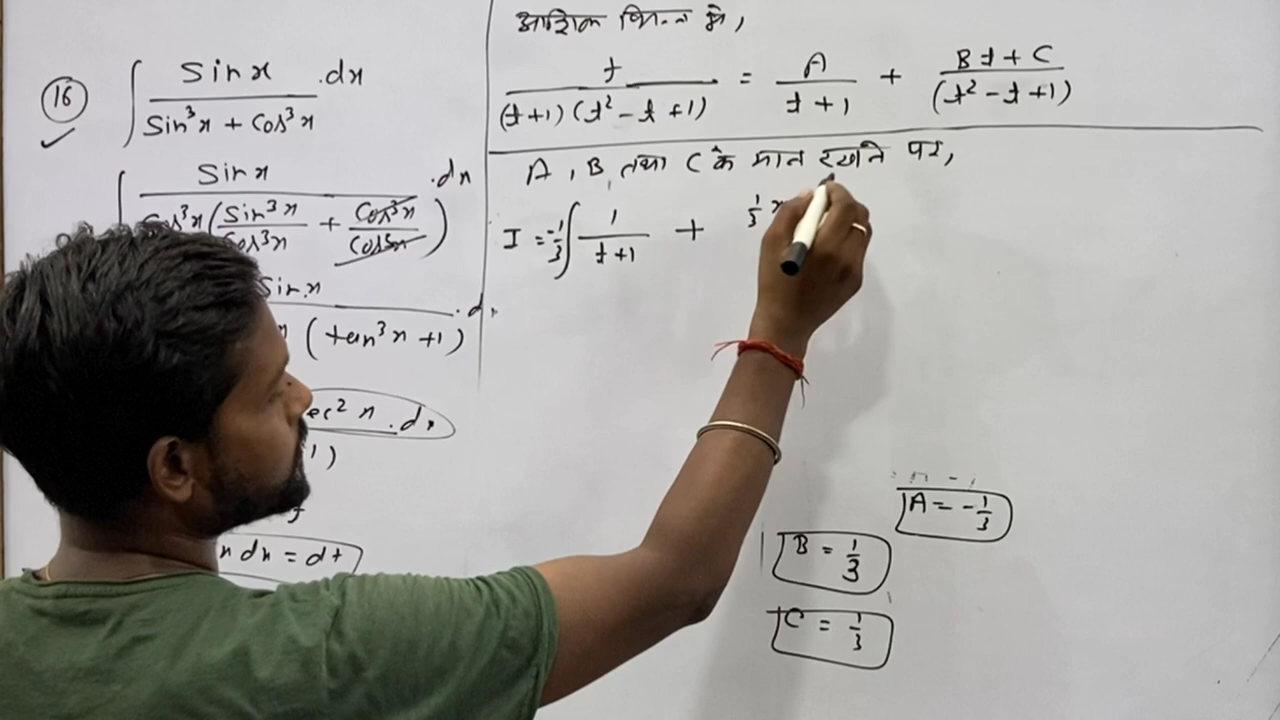 (16) ∫ Sin x / Sin³x + Cos³x . dx
∫ Sin x / Cos³x (Sin³x / Cos³x + Cos³x / Cos³x) . dx
Sin x / (tan³x + 1)
ec² x . dx
x dx = dt
आंशिक भिन्न से,
t / (t+1)(t² - t + 1) = A / t + 1 + Bt + C / (t² - t + 1)
A, B तथा C के मान रखने पर,
I = -1/3 ∫ 1 / t+1 + 1/3
A = -1/3
B = 1/3
C = 1/3